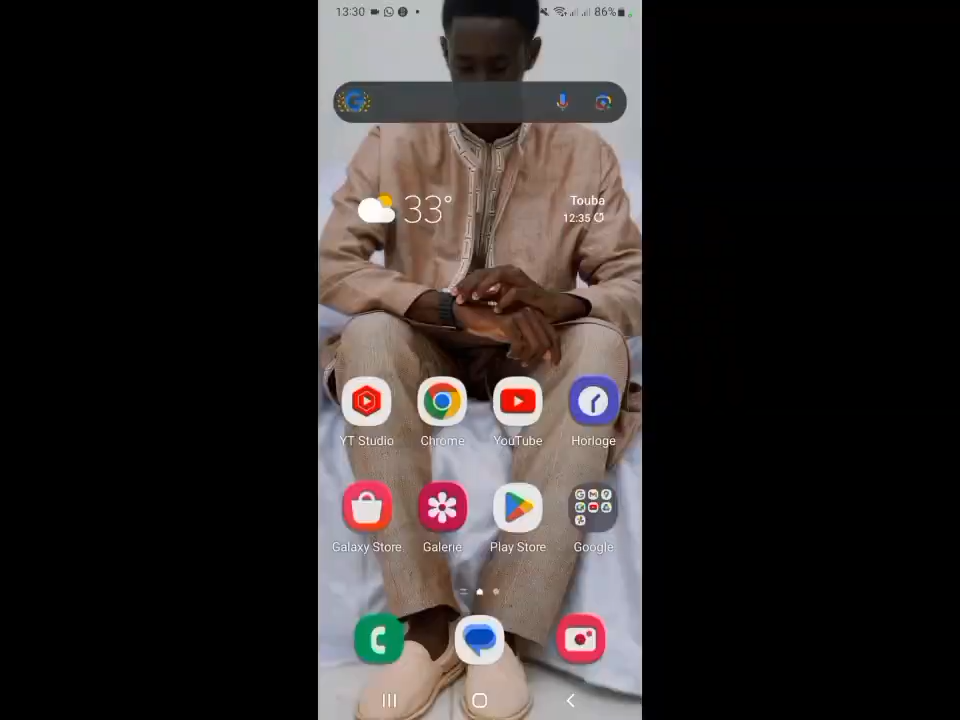 13:30
86%
33°
Touba
12:35
YT Studio
Chrome
YouTube
Horloge
Galaxy Store
Galerie
Play Store
Google